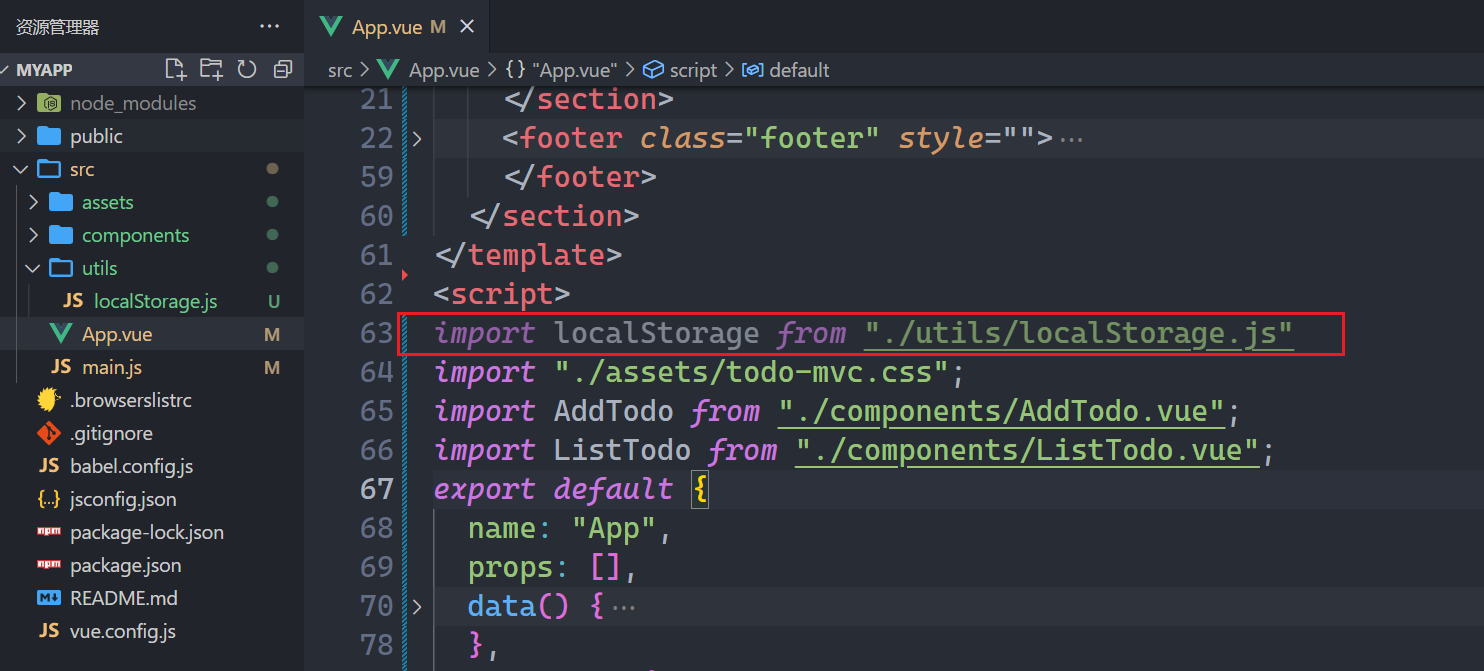 资源管理器 ···
MYAPP
node_modules
public
src
assets
components
utils
JS localStorage.js U
App.vue M
JS main.js M
.browserslistrc
.gitignore
JS babel.config.js
{..} jsconfig.json
npm package-lock.json
npm package.json
M↓ README.md
JS vue.config.js
App.vue M ×
src > App.vue > {} "App.vue" > script > default
21 </section>
22 > <footer class="footer" style="">···
59 </footer>
60 </section>
61 </template>
62 <script>
63 import localStorage from "./utils/localStorage.js"
64 import "./assets/todo-mvc.css";
65 import AddTodo from "./components/AddTodo.vue";
66 import ListTodo from "./components/ListTodo.vue";
67 export default {
68 name: "App",
69 props: [],
70 > data() {···
78 },